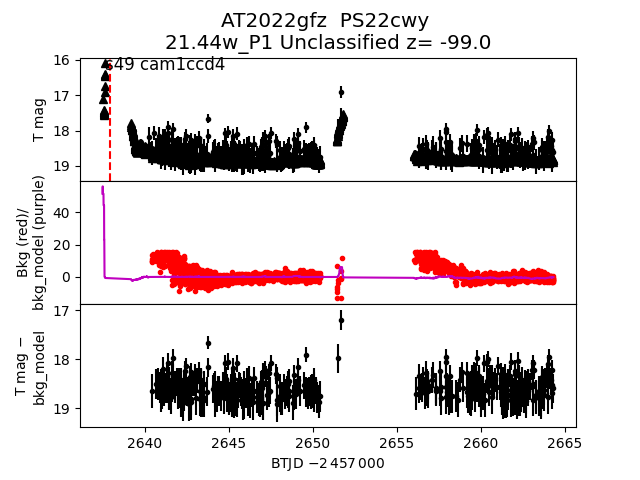 AT2022gfz PS22cwy
21.44w_P1 Unclassified z= -99.0
s49 cam1ccd4
T mag
16
17
18
19
Bkg (red)/
bkg_model (purple)
40
20
0
T mag −
bkg_model
17
18
19
2640 2645 2650 2655 2660 2665
BTJD −2 457 000